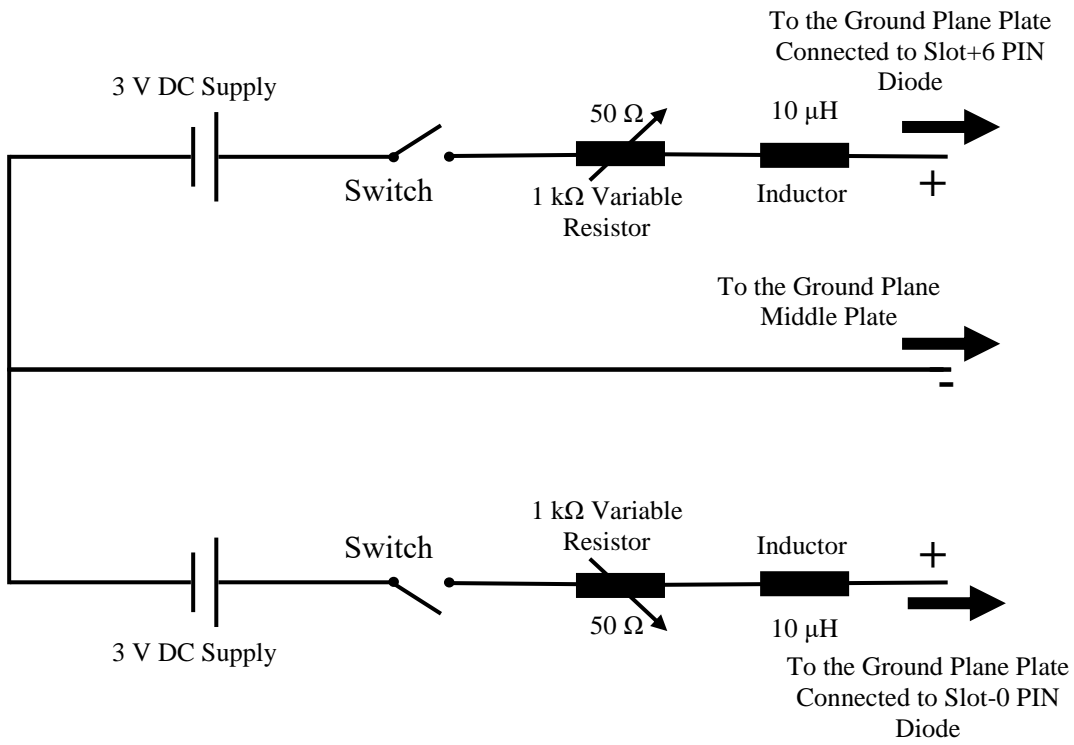 To the Ground Plane Plate
Connected to Slot+6 PIN
Diode
3 V DC Supply
50 Ω
10 μH
Switch
1 kΩ Variable
Resistor
Inductor
+
To the Ground Plane
Middle Plate
-
1 kΩ Variable
Resistor
Switch
Inductor
+
50 Ω
10 μH
3 V DC Supply
To the Ground Plane Plate
Connected to Slot-0 PIN
Diode